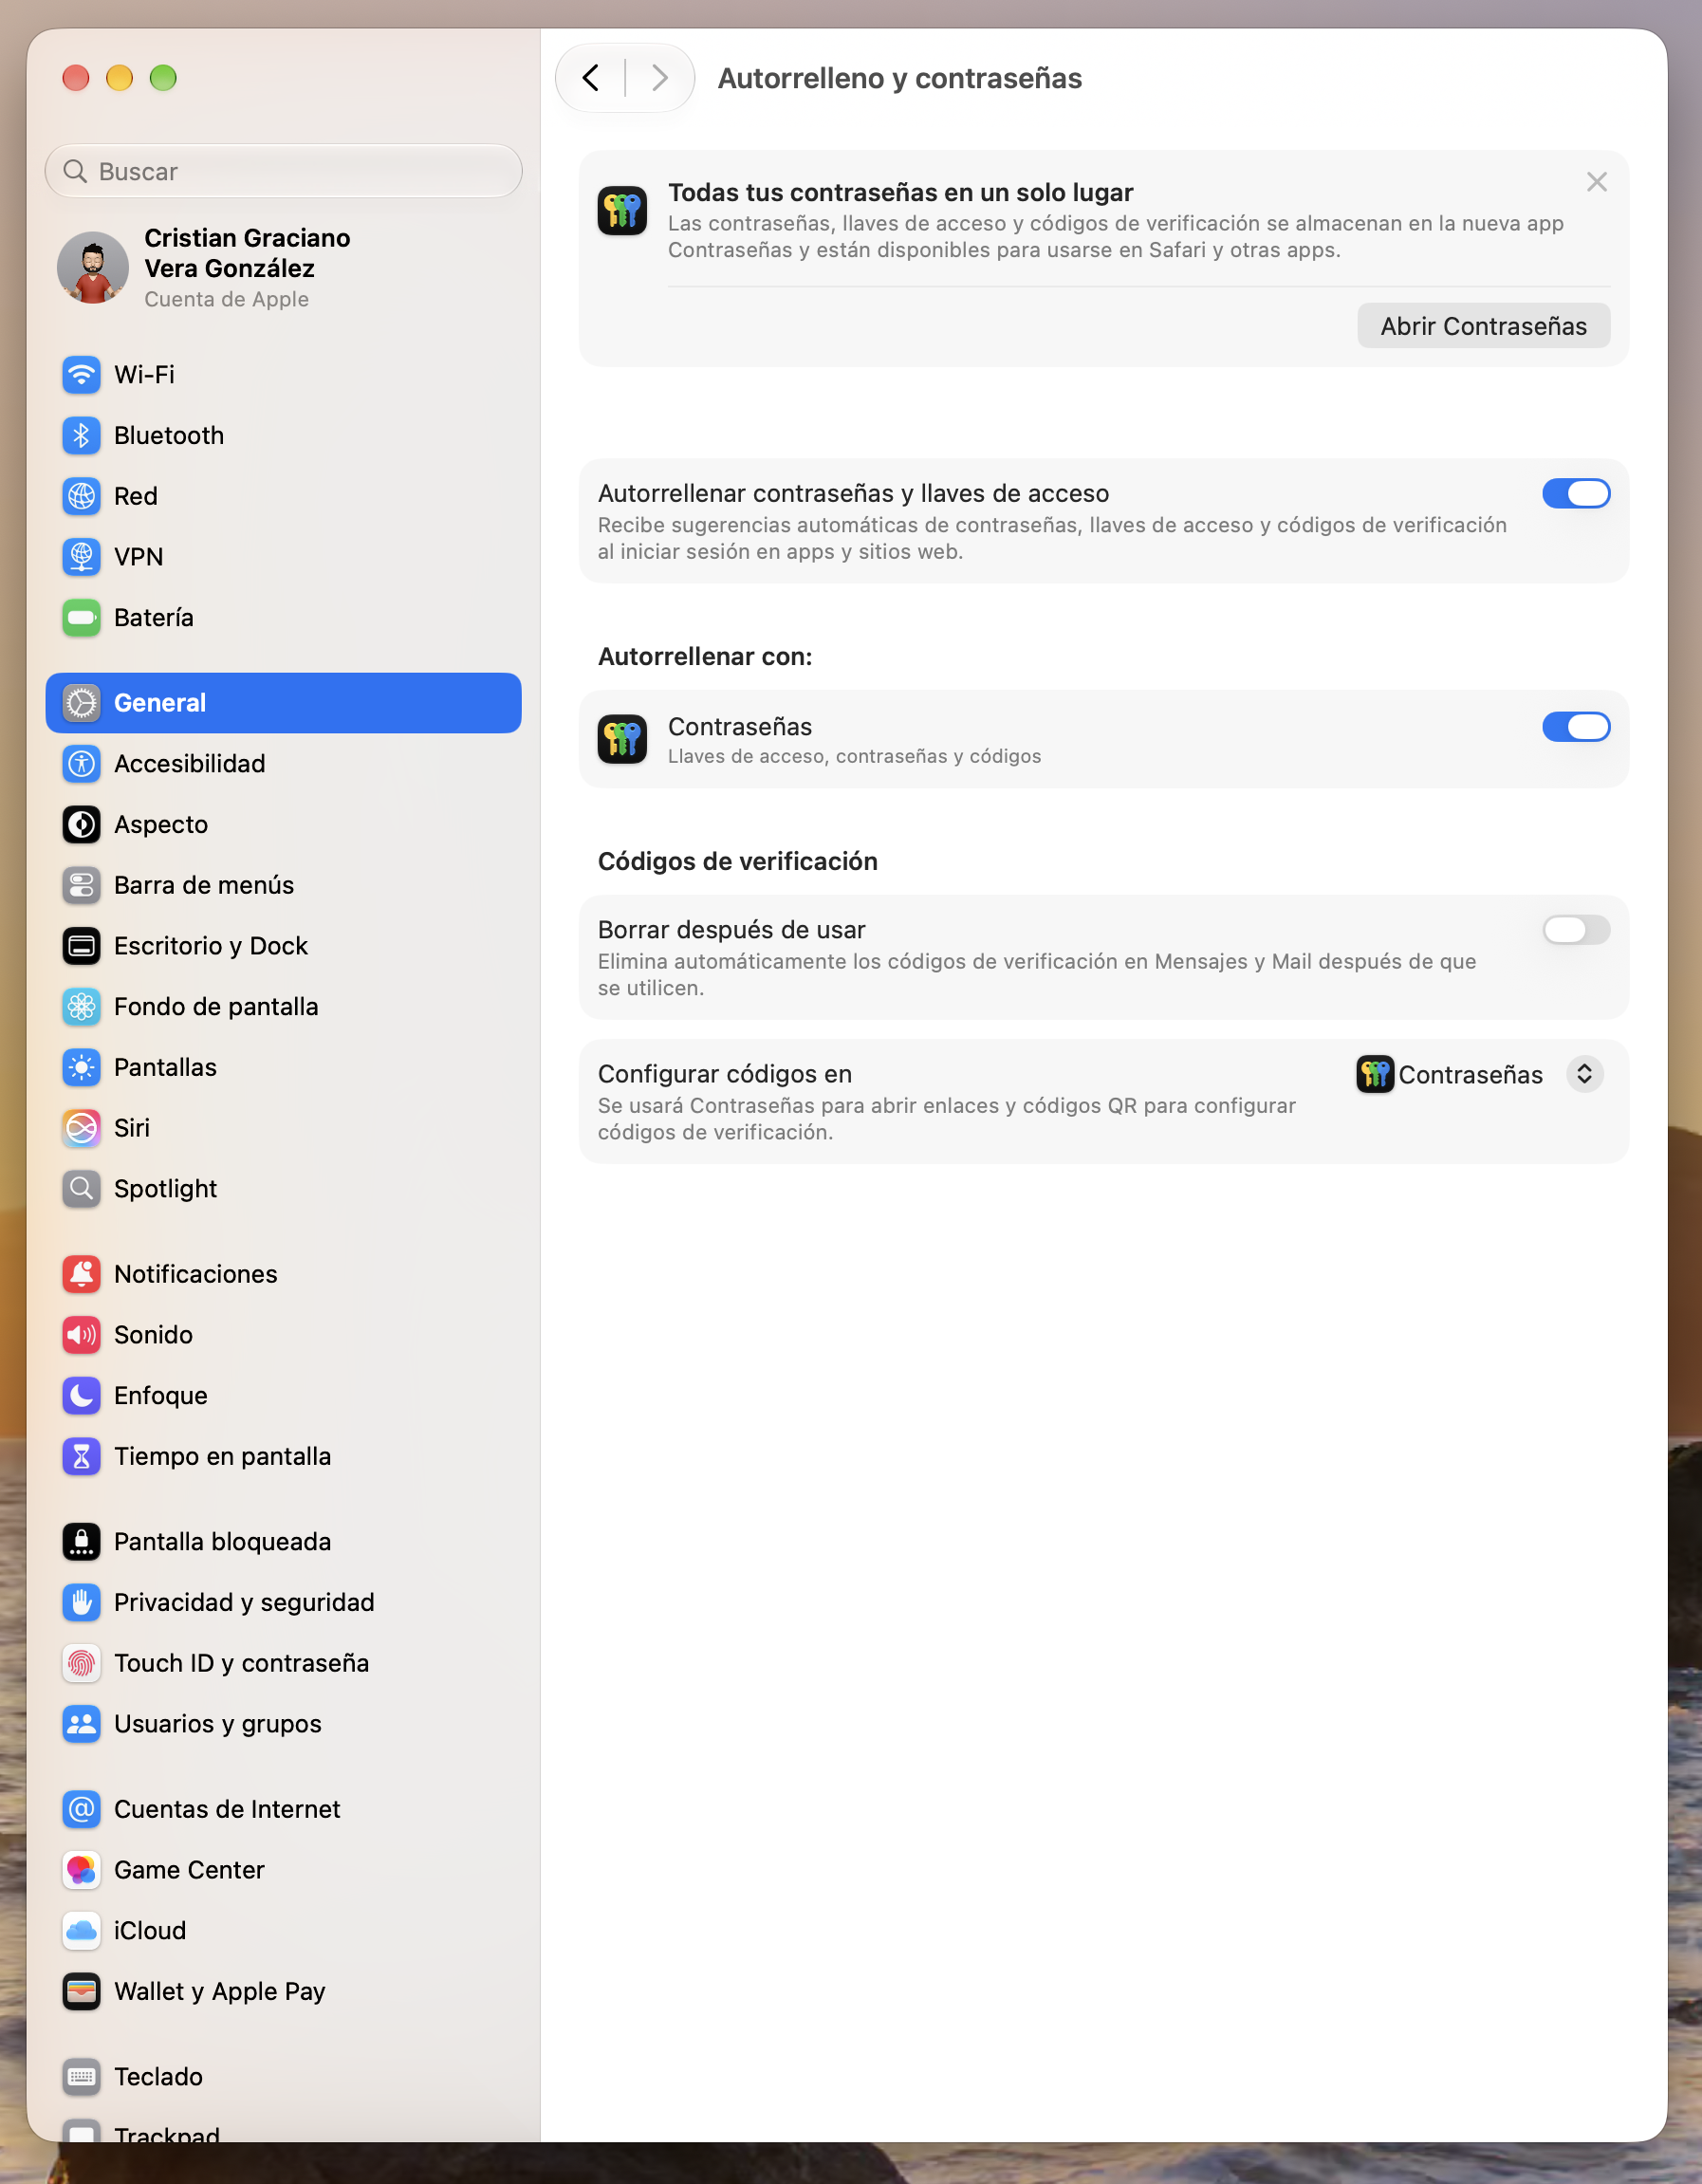 Buscar
Cristian Graciano
Vera González
Cuenta de Apple
Wi-Fi
Bluetooth
Red
VPN
Batería
General
Accesibilidad
Aspecto
Barra de menús
Escritorio y Dock
Fondo de pantalla
Pantallas
Siri
Spotlight
Notificaciones
Sonido
Enfoque
Tiempo en pantalla
Pantalla bloqueada
Privacidad y seguridad
Touch ID y contraseña
Usuarios y grupos
Cuentas de Internet
Game Center
iCloud
Wallet y Apple Pay
Teclado
Trackpad
Autorrelleno y contraseñas
Todas tus contraseñas en un solo lugar
Las contraseñas, llaves de acceso y códigos de verificación se almacenan en la nueva app
Contraseñas y están disponibles para usarse en Safari y otras apps.
Abrir Contraseñas
Autorrellenar contraseñas y llaves de acceso
Recibe sugerencias automáticas de contraseñas, llaves de acceso y códigos de verificación
al iniciar sesión en apps y sitios web.
Autorrellenar con:
Contraseñas
Llaves de acceso, contraseñas y códigos
Códigos de verificación
Borrar después de usar
Elimina automáticamente los códigos de verificación en Mensajes y Mail después de que
se utilicen.
Configurar códigos en
Contraseñas
Se usará Contraseñas para abrir enlaces y códigos QR para configurar
códigos de verificación.